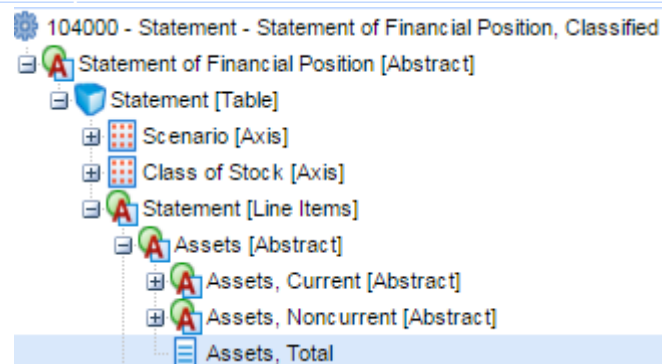 104000 - Statement - Statement of Financial Position, Classified
Statement of Financial Position [Abstract]
Statement [Table]
Scenario [Axis]
Class of Stock [Axis]
Statement [Line Items]
Assets [Abstract]
Assets, Current [Abstract]
Assets, Noncurrent [Abstract]
Assets, Total